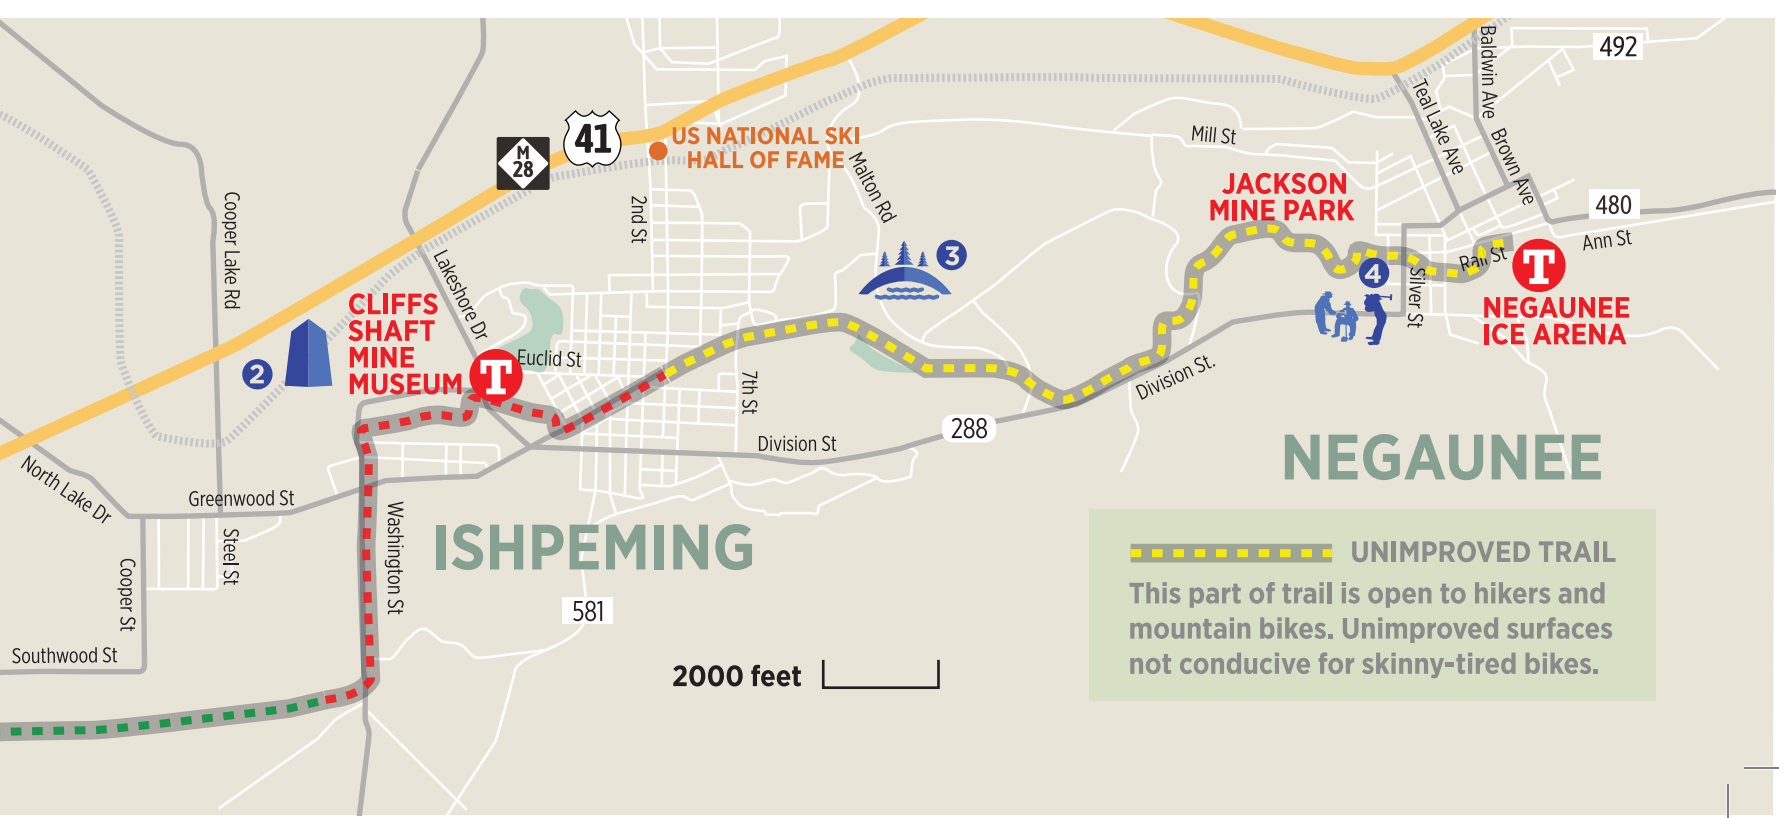 492
Baldwin Ave
Teal Lake Ave
Brown Ave
41
M
28
US NATIONAL SKI
HALL OF FAME
Mill St
Malton Rd
JACKSON
MINE PARK
480
Ann St
Cooper Lake Rd
2nd St
Lakeshore Dr
3
4
Rail St
T
Silver St
NEGAUNEE
ICE ARENA
CLIFFS
SHAFT
MINE
MUSEUM
2
T
Euclid St
7th St
Division St.
288
Division St
North Lake Dr
Greenwood St
Washington St
Steel St
Cooper St
Southwood St
ISHPEMING
NEGAUNEE
581
2000 feet
UNIMPROVED TRAIL
This part of trail is open to hikers and
mountain bikes. Unimproved surfaces
not conducive for skinny-tired bikes.